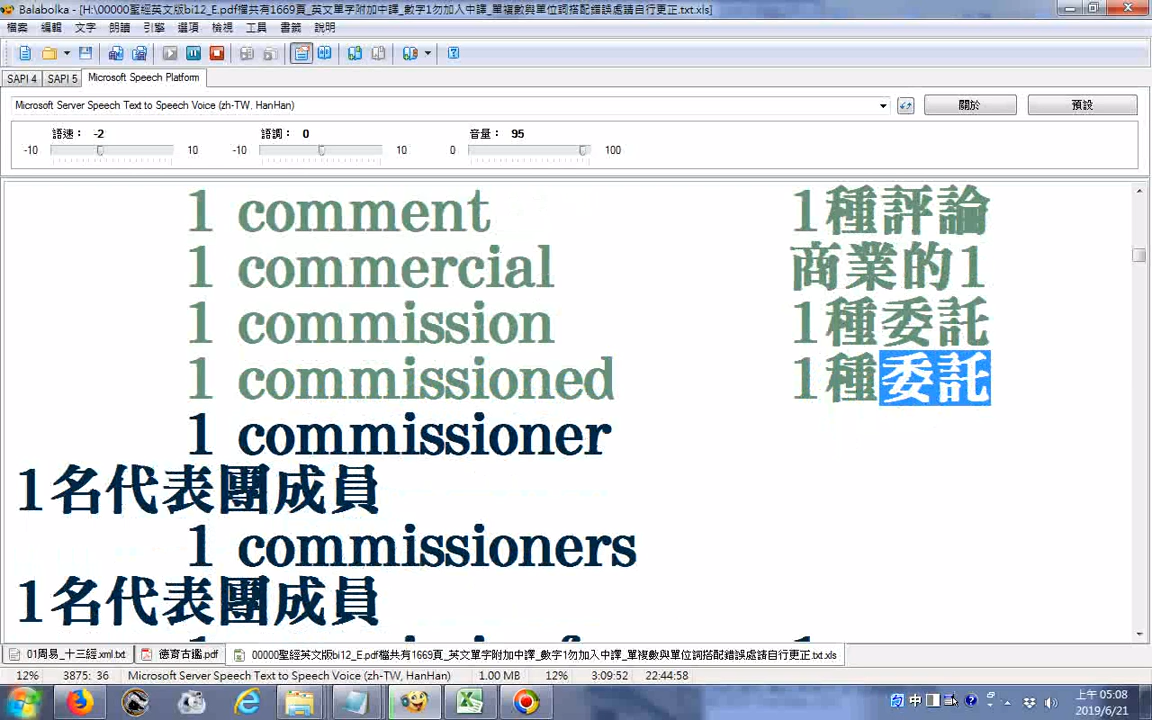 Balabolka - [H:\00000聖經英文版bi12_E.pdf檔共有1669頁_英文單字附加中譯_數字1勿加入中譯_單複數與單位詞搭配錯誤處請自行更正.txt.xls]
檔案 編輯 文字 朗讀 引擎 選項 檢視 工具 書籤 說明
SAPI 4 SAPI 5 Microsoft Speech Platform
Microsoft Server Speech Text to Speech Voice (zh-TW, HanHan) 關於 預設
語速： -2 語調： 0 音量： 95
-10 10 -10 10 0 100
1 comment 1種評論
1 commercial 商業的1
1 commission 1種委託
1 commissioned 1種委託
1 commissioner
1名代表團成員
1 commissioners
1名代表團成員
01周易_十三經.xml.txt 德育古鑑.pdf 00000聖經英文版bi12_E.pdf檔共有1669頁_英文單字附加中譯_數字1勿加入中譯_單複數與單位詞搭配錯誤處請自行更正.txt.xls
12% 3875: 36 Microsoft Server Speech Text to Speech Voice (zh-TW, HanHan) 1.00 MB 12% 3:09:52 22:44:58
中 上午 05:08
2019/6/21